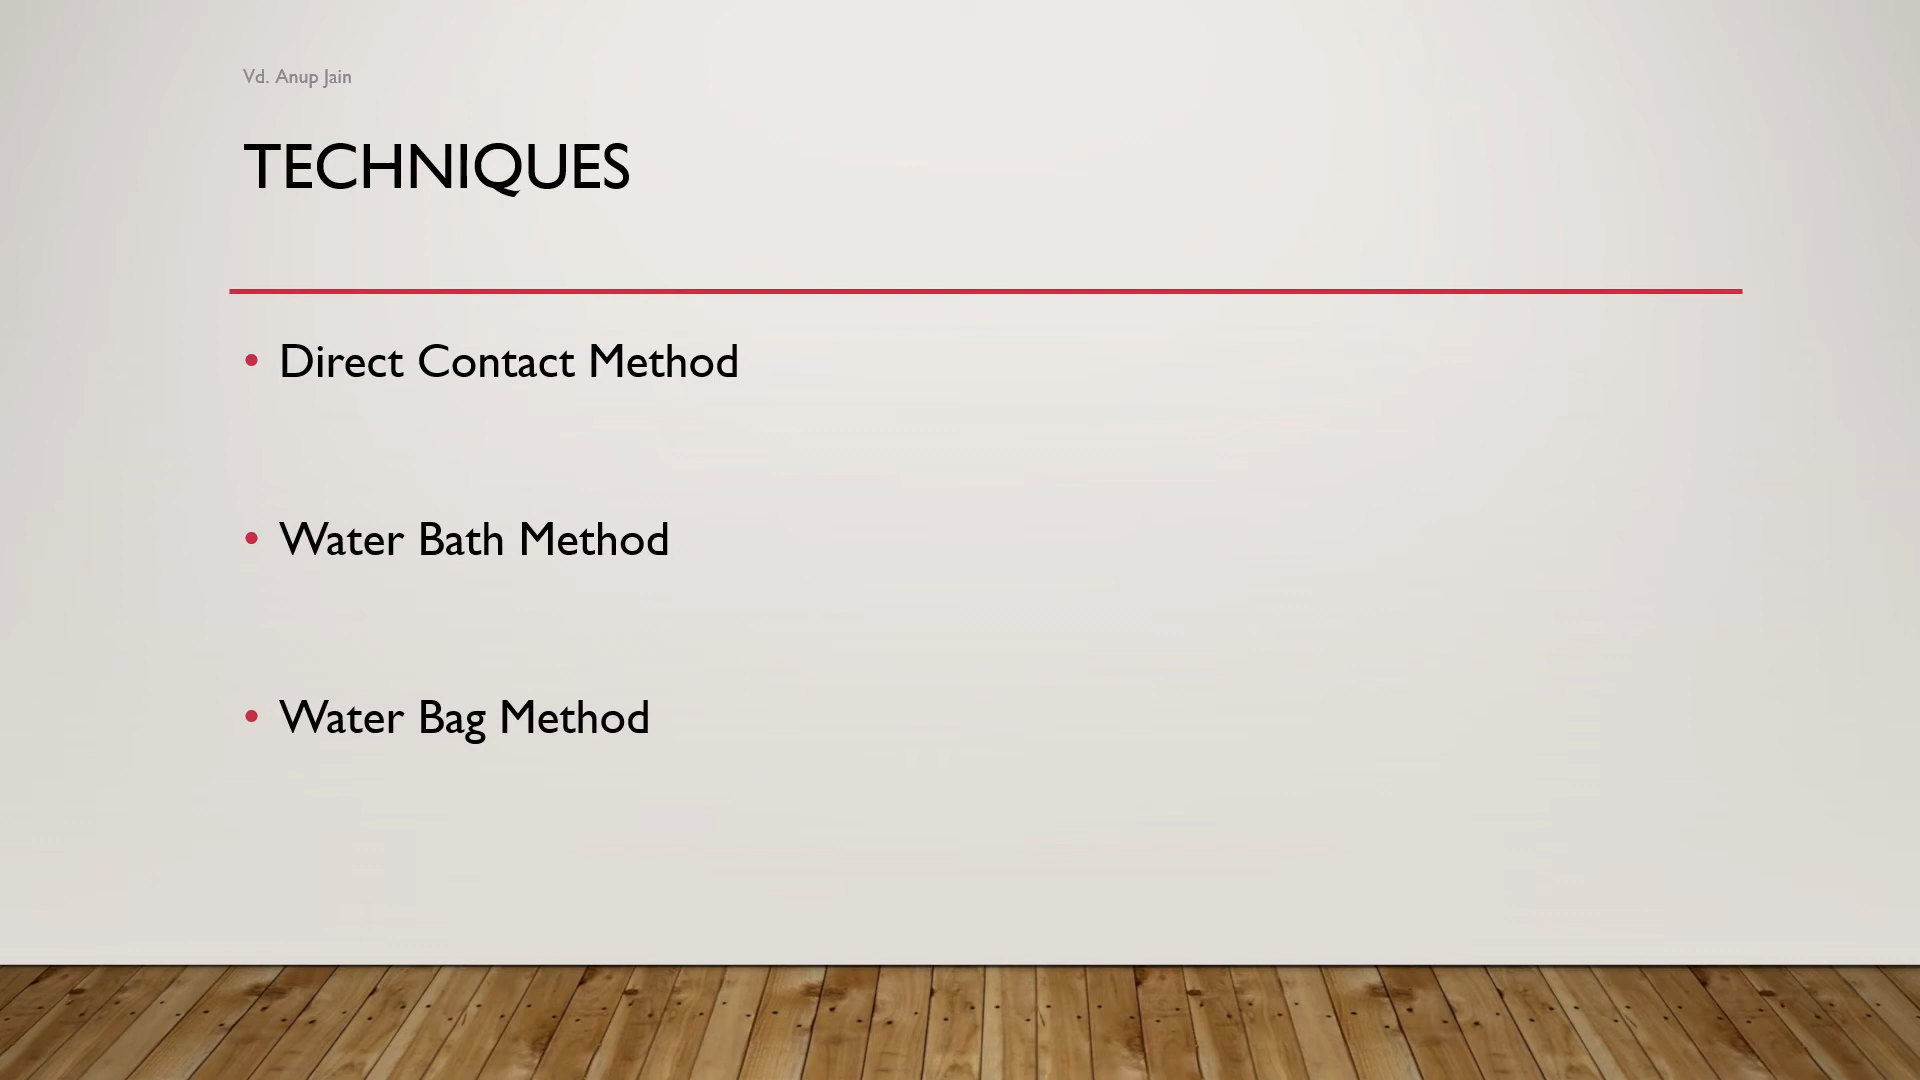 Vd. Anup Jain
TECHNIQUES
• Direct Contact Method
• Water Bath Method
• Water Bag Method